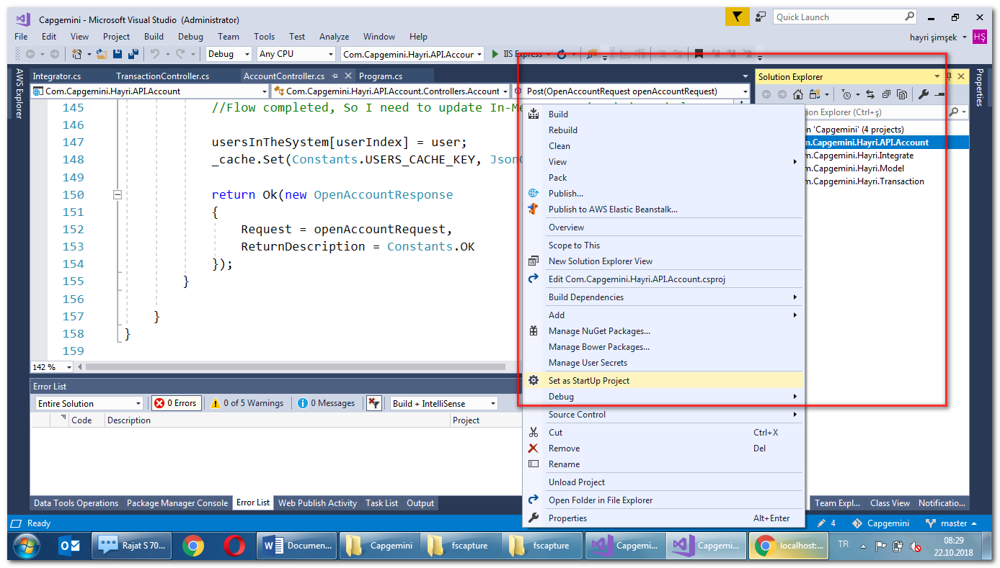 Capgemini - Microsoft Visual Studio (Administrator)
Quick Launch
File Edit View Project Build Debug Team Tools Test Analyze Window Help
hayri şimşek HŞ
Debug Any CPU Com.Capgemini.Hayri.API.Accour IIS Express
AWS Explorer
Integrator.cs TransactionController.cs AccountController.cs Program.cs
Com.Capgemini.Hayri.API.Account Com.Capgemini.Hayri.API.Account.Controllers.Account Post(OpenAccountRequest openAccountRequest)
145 //Flow completed, So I need to update In-Me
146
147 usersInTheSystem[userIndex] = user;
148 _cache.Set(Constants.USERS_CACHE_KEY, Json
149
150 return Ok(new OpenAccountResponse
151 {
152 Request = openAccountRequest,
153 ReturnDescription = Constants.OK
154 });
155 }
156
157 }
158 }
159
142 %
Build
Rebuild
Clean
View
Pack
Publish...
Publish to AWS Elastic Beanstalk...
Overview
Scope to This
New Solution Explorer View
Edit Com.Capgemini.Hayri.API.Account.csproj
Build Dependencies
Add
Manage NuGet Packages...
Manage Bower Packages...
Manage User Secrets
Set as StartUp Project
Debug
Source Control
Cut Ctrl+X
Remove Del
Rename
Unload Project
Open Folder in File Explorer
Properties Alt+Enter
Solution Explorer
tion Explorer (Ctrl+ş)
n 'Capgemini' (4 projects)
m.Capgemini.Hayri.API.Account
m.Capgemini.Hayri.Integrate
m.Capgemini.Hayri.Model
m.Capgemini.Hayri.Transaction
Properties
Error List
Entire Solution 0 Errors 0 of 5 Warnings 0 Messages Build + IntelliSense
Code Description Project
Data Tools Operations Package Manager Console Error List Web Publish Activity Task List Output
Team Expl... Class View Notificatio...
Ready
4 Capgemini master
Rajat S 70... Documen... Capgemini fscapture fscapture Capgemi... Capgemi... localhost:... TR
08:29
22.10.2018